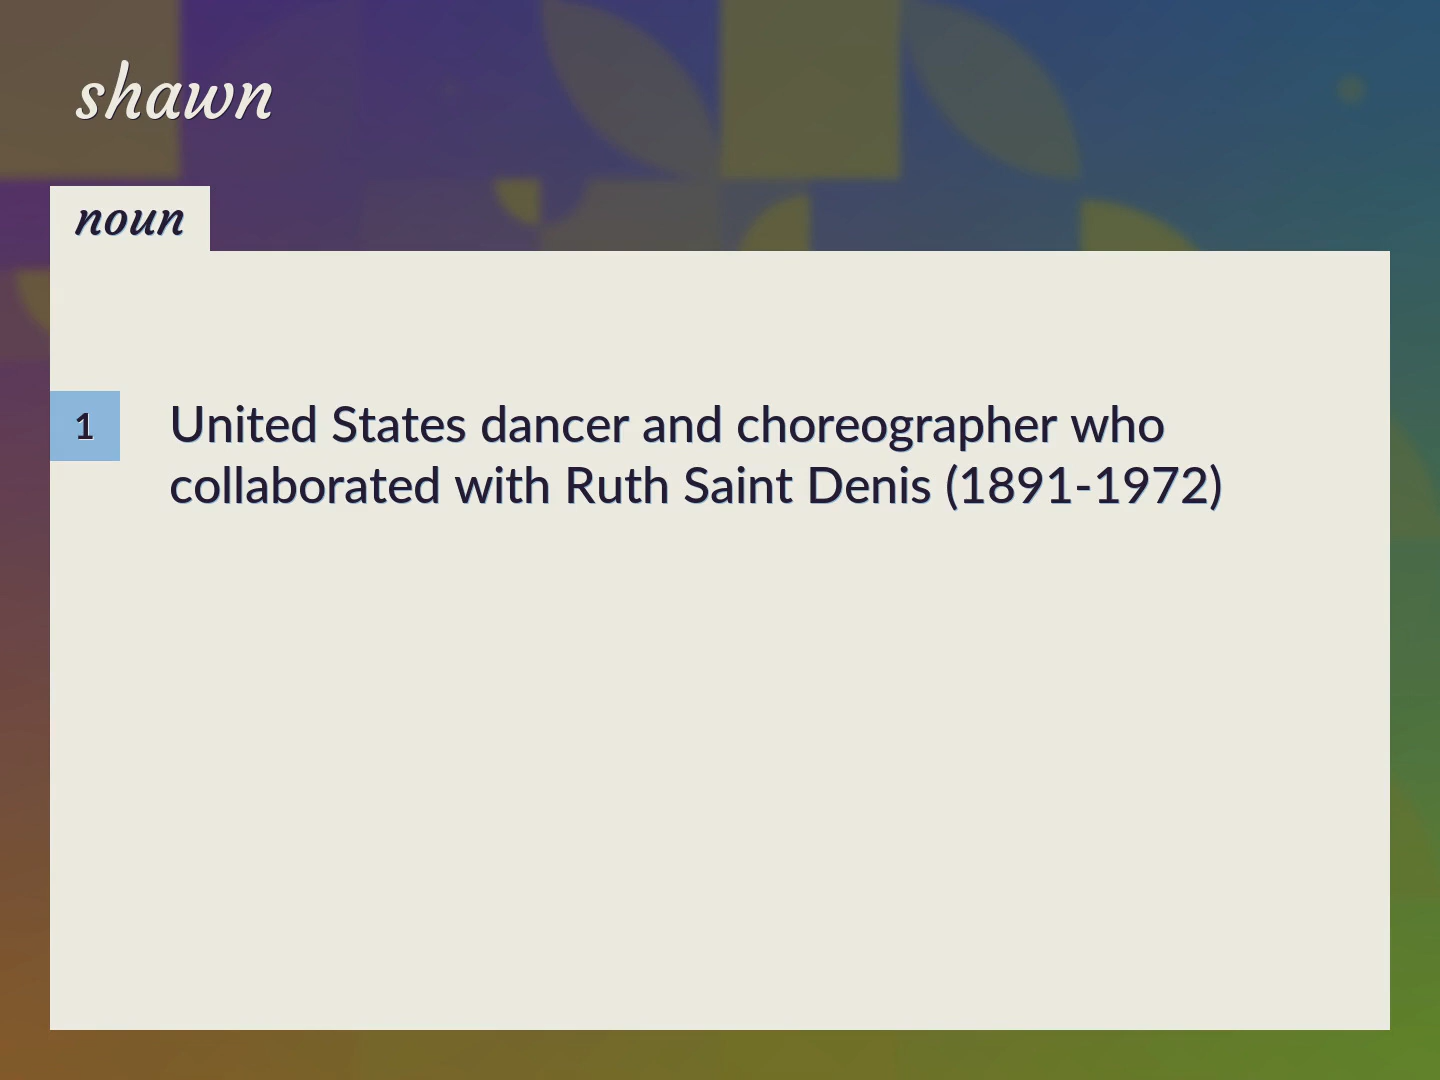 shawn
noun
1
United States dancer and choreographer who
collaborated with Ruth Saint Denis (1891-1972)